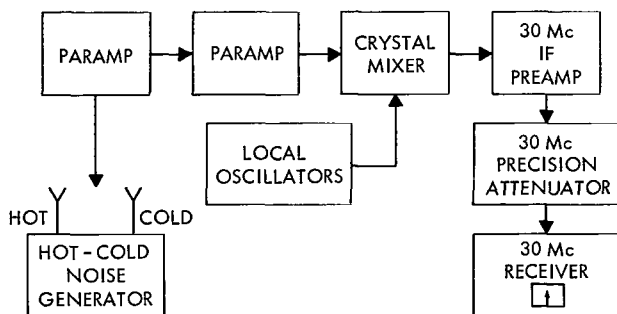 PARAMP
PARAMP
CRYSTAL
MIXER
30 Mc
IF
PREAMP
LOCAL
OSCILLATORS
30 Mc
PRECISION
ATTENUATOR
HOT
COLD
HOT-COLD
NOISE
GENERATOR
30 Mc
RECEIVER